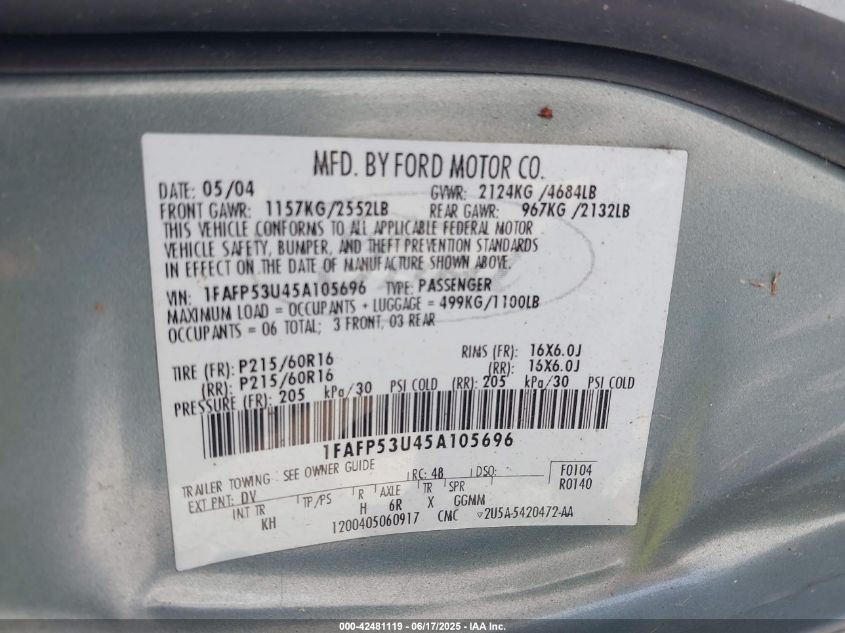 MFD. BY FORD MOTOR CO.
DATE: 05/04 GVWR: 2124KG /4684LB
FRONT GAWR: 1157KG/2552LB REAR GAWR: 967KG /2132LB
THIS VEHICLE CONFORMS TO ALL APPLICABLE FEDERAL MOTOR
VEHICLE SAFETY, BUMPER, AND THEFT PREVENTION STANDARDS
IN EFFECT ON THE DATE OF MANUFACTURE SHOWN ABOVE.
VIN: 1FAFP53U45A105696 TYPE: PASSENGER
MAXIMUM LOAD = OCCUPANTS + LUGGAGE = 499KG/1100LB
OCCUPANTS = 06 TOTAL; 3 FRONT, 03 REAR
TIRE (FR): P215/60R16 RIMS (FR): 16X6.0J
(RR): P215/60R16 (RR): 16X6.0J
PRESSURE (FR): 205 kPa/30 PSI COLD (RR): 205 kPa/30 PSI COLD
1FAFP53U45A105696
TRAILER TOWING: SEE OWNER GUIDE RC: 48 DSO: F0104
EXT PNT: DV R0140
INT TR TP/PS R AXLE TR SPR
KH H 6R X GGMM
1200405060917 CMC ▽2U5A-5420472-AA
000-42481119 - 06/17/2025 - IAA Inc.